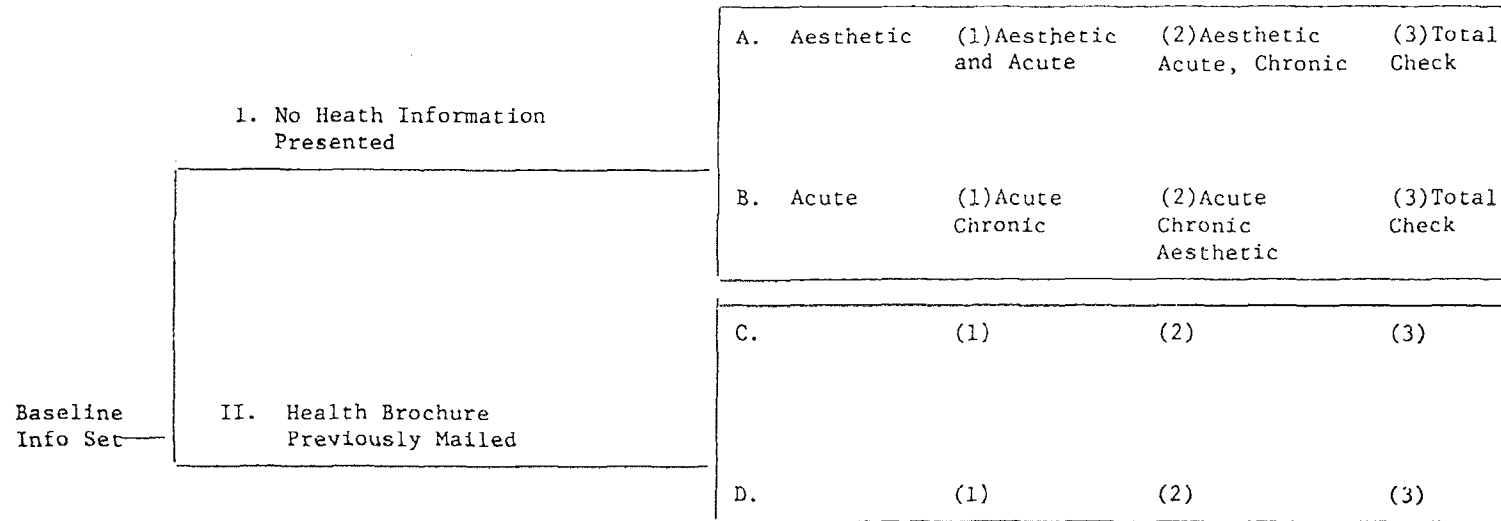 A. Aesthetic (1)Aesthetic (2)Aesthetic (3)Total
and Acute Acute, Chronic Check
1. No Heath Information
Presented
B. Acute (1)Acute (2)Acute (3)Total
Chronic Chronic Check
Aesthetic
C. (1) (2) (3)
Baseline II. Health Brochure
Info Set Previously Mailed
D. (1) (2) (3)